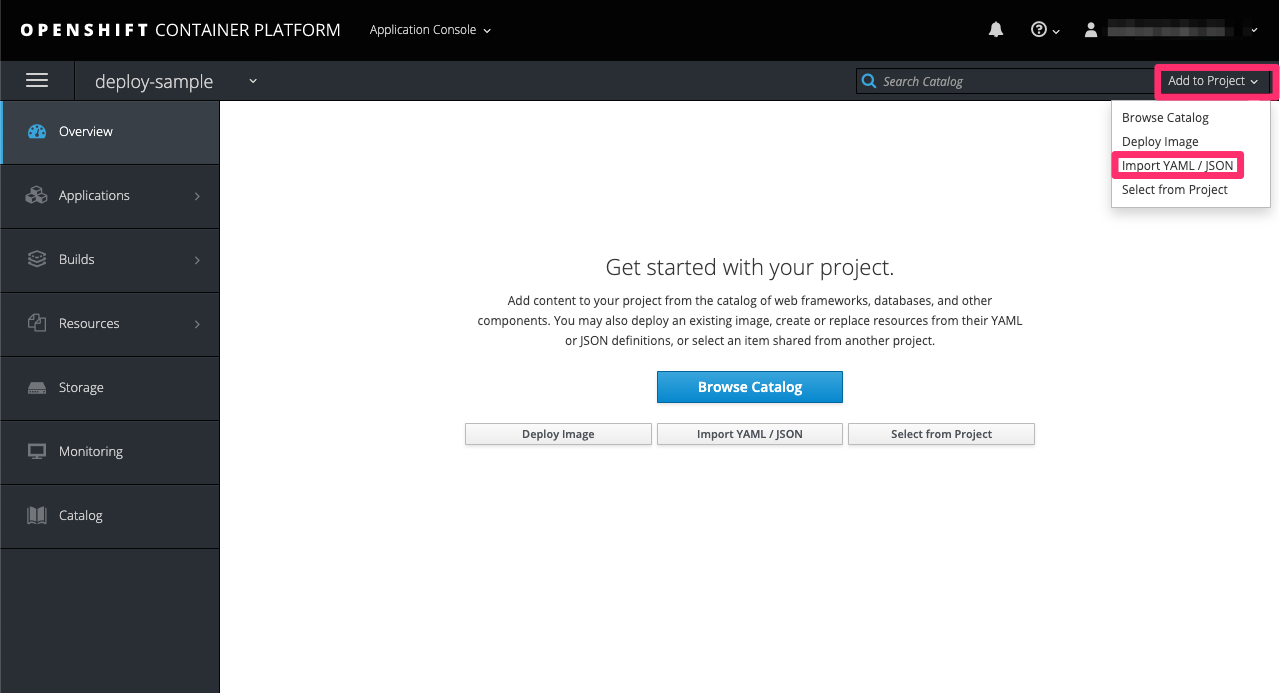 OPENSHIFT CONTAINER PLATFORM
Application Console
deploy-sample
Search Catalog
Add to Project
Browse Catalog
Deploy Image
Import YAML / JSON
Select from Project
Overview
Applications
Builds
Resources
Storage
Monitoring
Catalog
Get started with your project.
Add content to your project from the catalog of web frameworks, databases, and other
components. You may also deploy an existing image, create or replace resources from their YAML
or JSON definitions, or select an item shared from another project.
Browse Catalog
Deploy Image
Import YAML / JSON
Select from Project